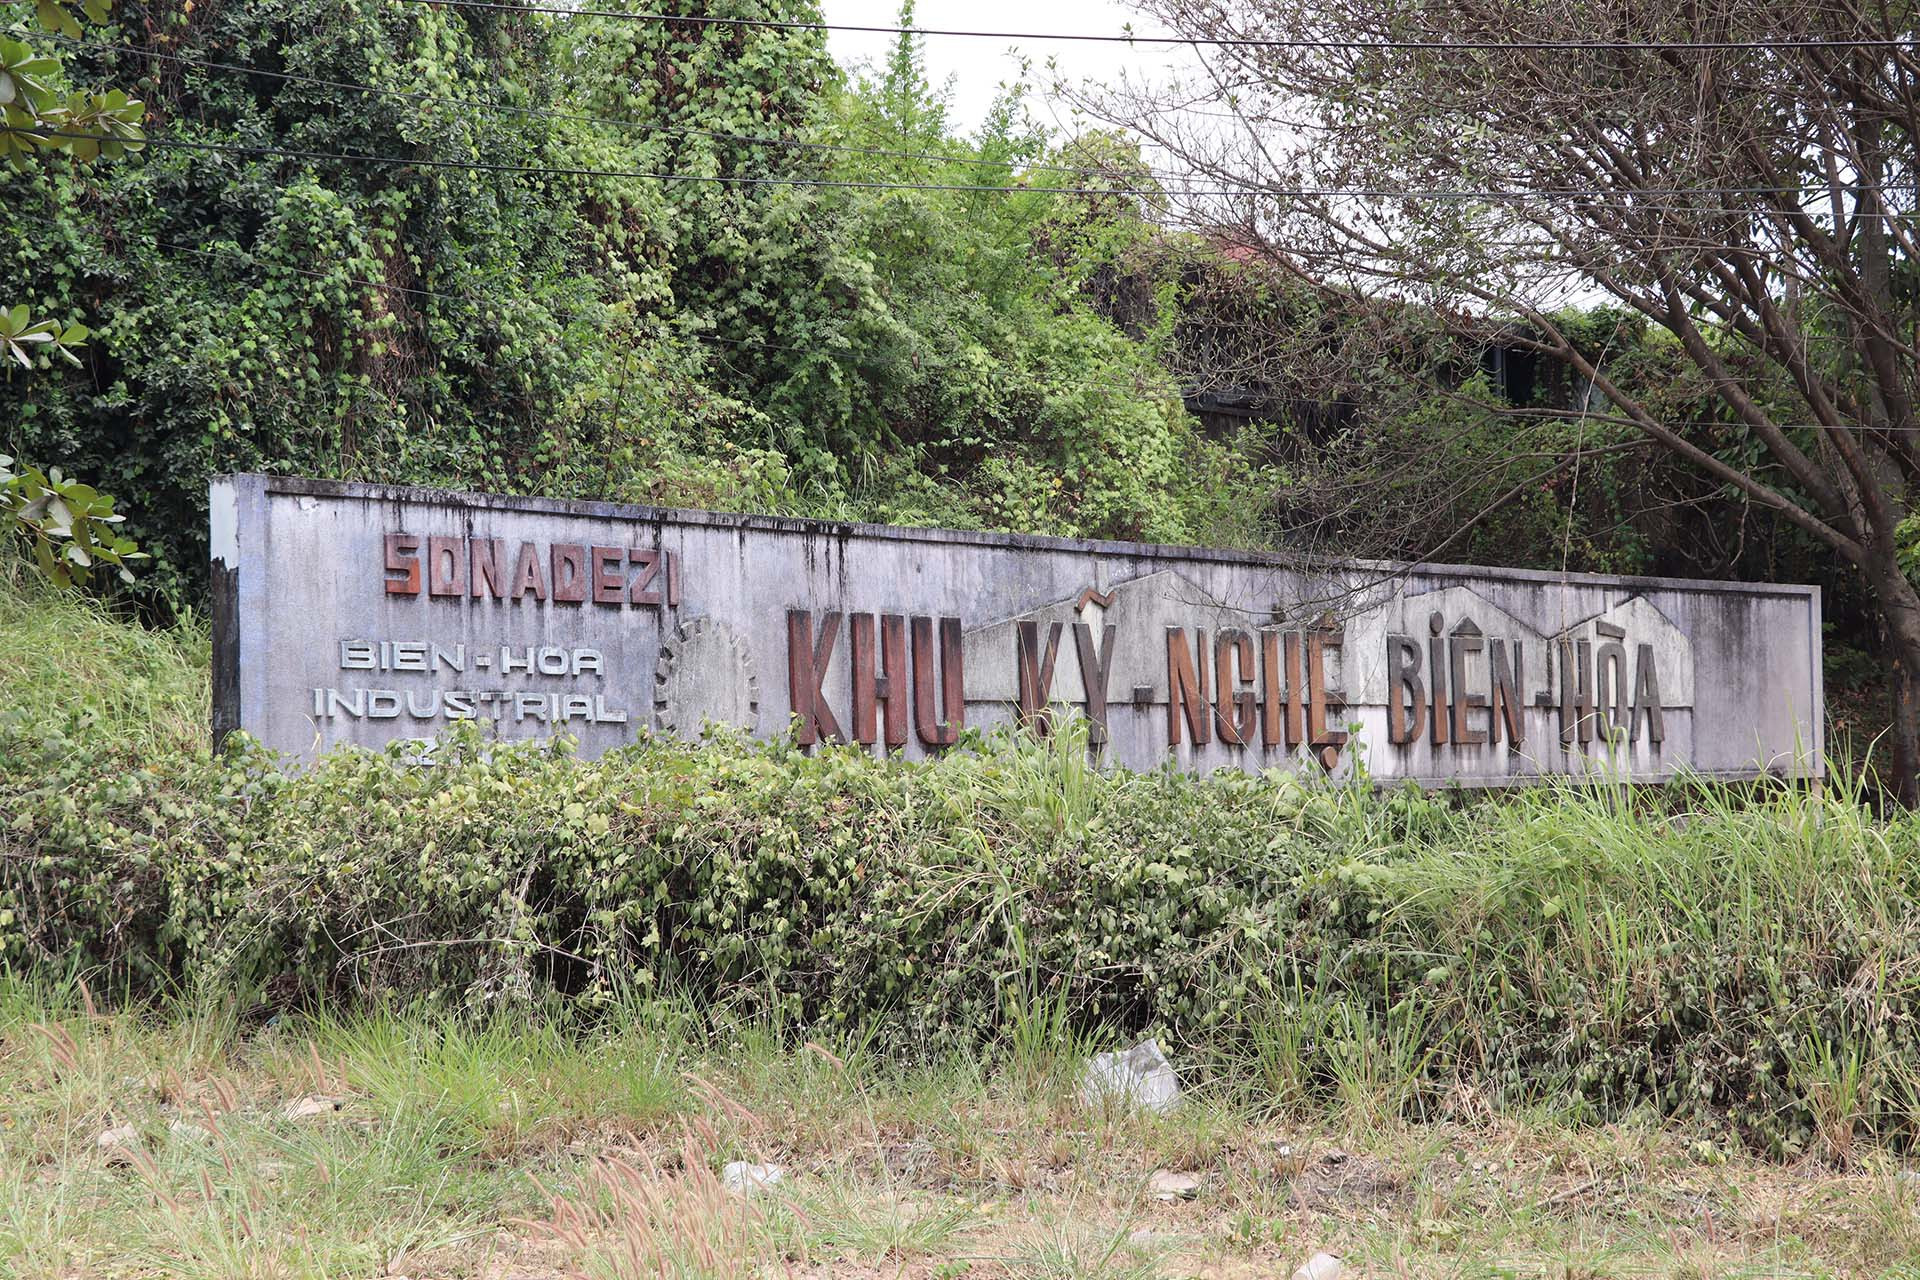 SONADEZI
BIEN-HOA
INDUSTRIAL
KHU KỸ-NGHỆ BIÊN-HÒA